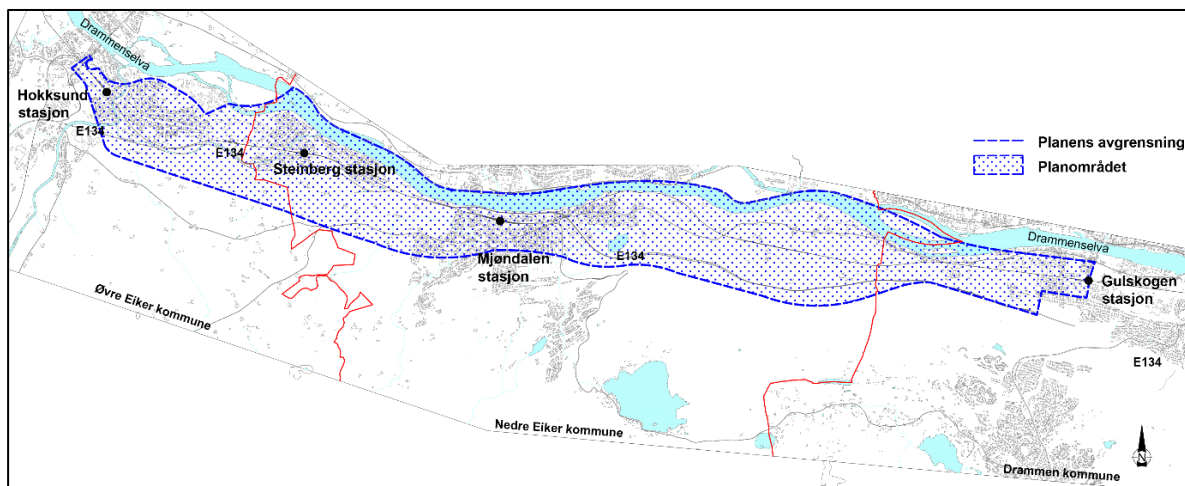 Drammenselva
Hokksund
stasjon
E134
E134
Steinberg stasjon
Planens avgrensning
Planområdet
Mjøndalen
stasjon
E134
Drammenselva
Gulskogen
stasjon
E134
Øvre Eiker kommune
Nedre Eiker kommune
Drammen kommune
N